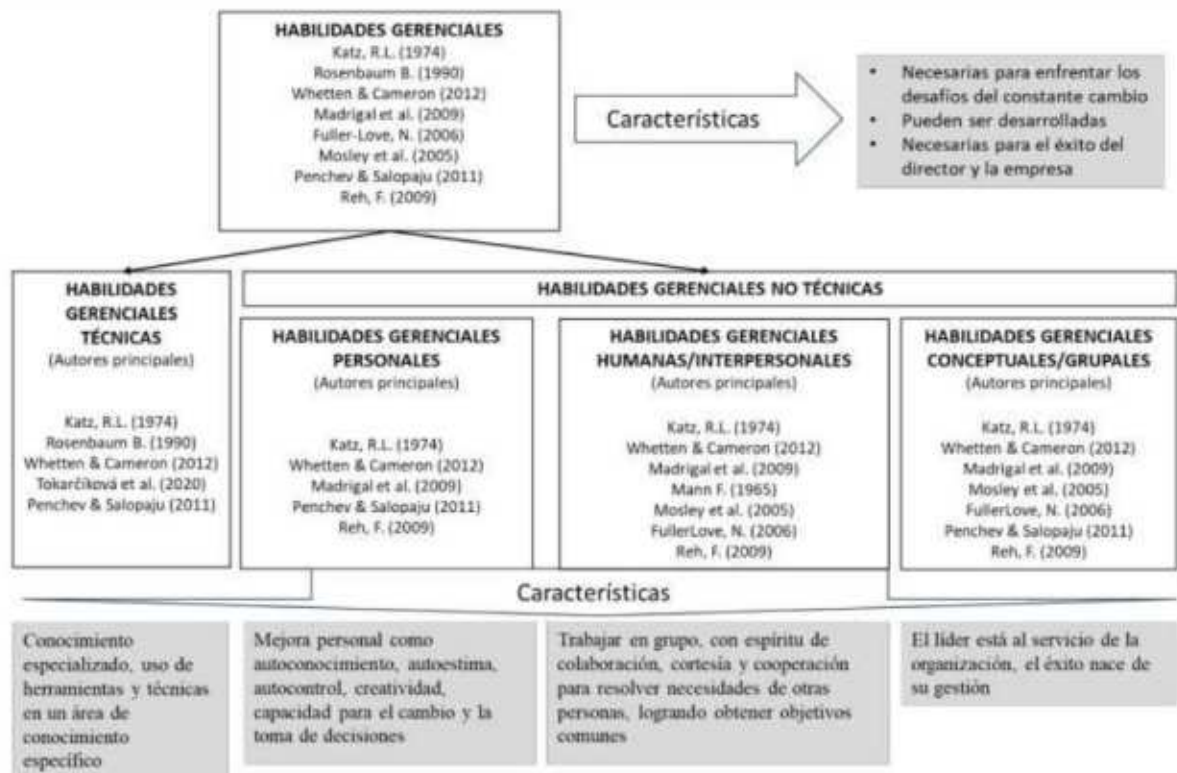 HABILIDADES GERENCIALES
Katz, R.L. (1974)
Rosenbaum B. (1990)
Whetten & Cameron (2012)
Madrigal et al. (2009)
Fuller-Love, N. (2006)
Mosley et al. (2005)
Penchev & Salopaju (2011)
Reh, F. (2009)
Características
• Necesarias para enfrentar los
desafíos del constante cambio
• Pueden ser desarrolladas
• Necesarias para el éxito del
director y la empresa
HABILIDADES
GERENCIALES
TÉCNICAS
(Autores principales)
Katz, R.L. (1974)
Rosenbaum B. (1990)
Whetten & Cameron (2012)
Tokarčíková et al. (2020)
Penchev & Salopaju (2011)
HABILIDADES GERENCIALES NO TÉCNICAS
HABILIDADES GERENCIALES
PERSONALES
(Autores principales)
Katz, R.L. (1974)
Whetten & Cameron (2012)
Madrigal et al. (2009)
Penchev & Salopaju (2011)
Reh, F. (2009)
HABILIDADES GERENCIALES
HUMANAS/INTERPERSONALES
(Autores principales)
Katz, R.L. (1974)
Whetten & Cameron (2012)
Madrigal et al. (2009)
Mann F. (1965)
Mosley et al. (2005)
FullerLove, N. (2006)
Reh, F. (2009)
HABILIDADES GERENCIALES
CONCEPTUALES/GRUPALES
(Autores principales)
Katz, R.L. (1974)
Whetten & Cameron (2012)
Madrigal et al. (2009)
Mosley et al. (2005)
FullerLove, N. (2006)
Penchev & Salopaju (2011)
Reh, F. (2009)
Características
Conocimiento
especializado, uso de
herramientas y técnicas
en un área de
conocimiento
específico
Mejora personal como
autoconocimiento, autoestima,
autocontrol, creatividad,
capacidad para el cambio y la
toma de decisiones
Trabajar en grupo, con espíritu de
colaboración, cortesía y cooperación
para resolver necesidades de otras
personas, logrando obtener objetivos
comunes
El líder está al servicio de la
organización, el éxito nace de
su gestión